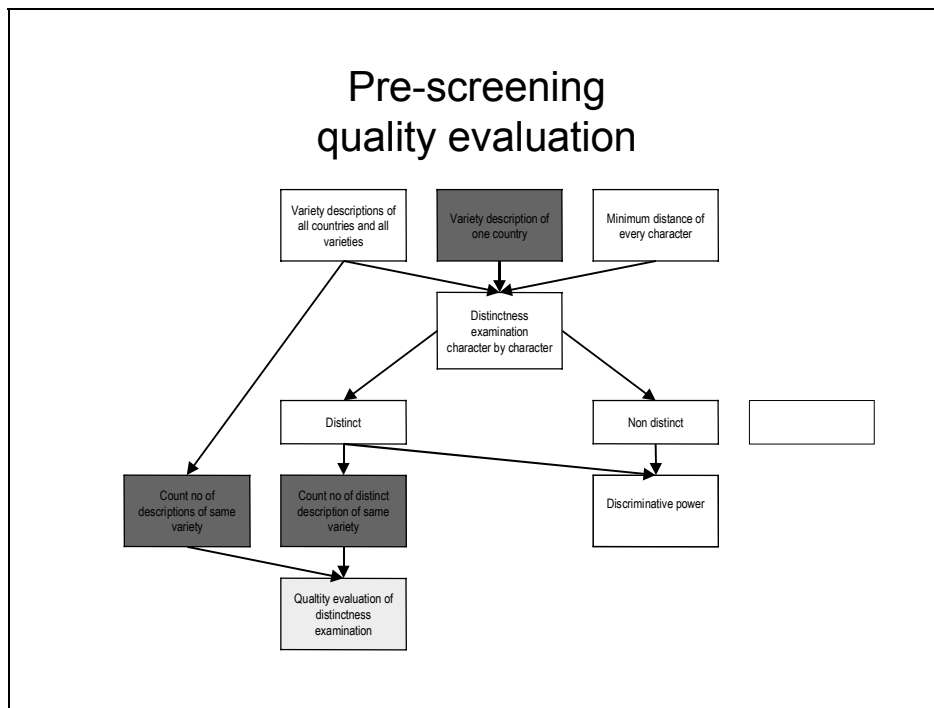 Pre-screening
quality evaluation
Variety descriptions of
all countries and all
varieties
Variety description of
one country
Minimum distance of
every character
Distinctness
examination
character by character
Distinct
Non distinct
Count no of
descriptions of same
variety
Count no of distinct
description of same
variety
Discriminative power
Qualtity evaluation of
distinctness
examination